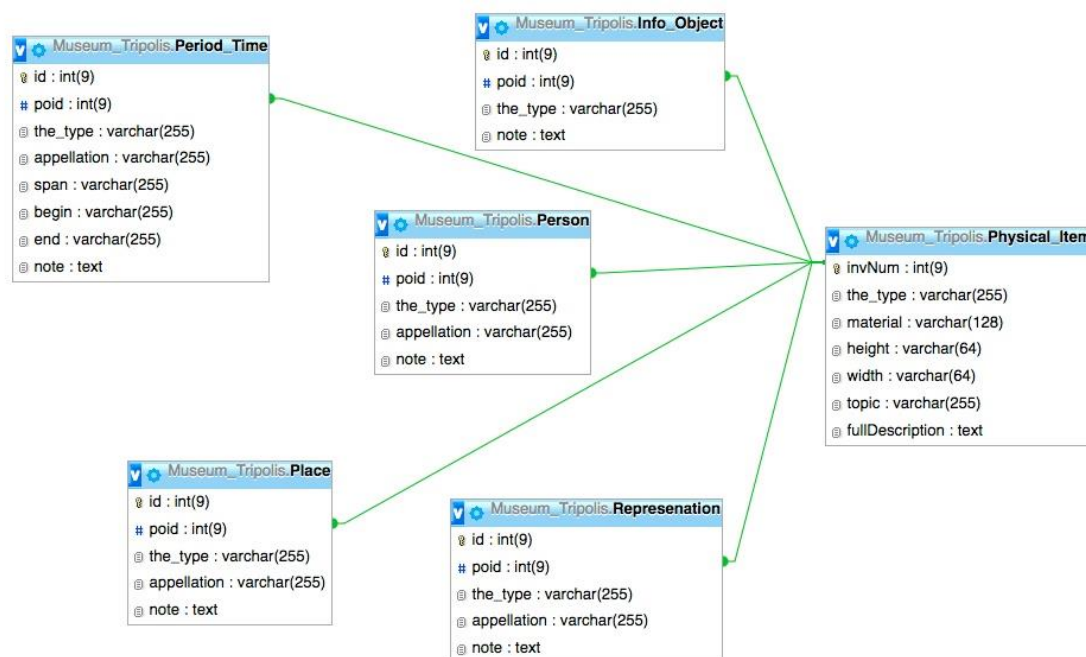 Museum_Tripolis.Info_Object
id : int(9)
poid : int(9)
the_type : varchar(255)
note : text
Museum_Tripolis.Period_Time
id : int(9)
poid : int(9)
the_type : varchar(255)
appellation : varchar(255)
span : varchar(255)
begin : varchar(255)
end : varchar(255)
note : text
Museum_Tripolis.Person
id : int(9)
poid : int(9)
the_type : varchar(255)
appellation : varchar(255)
note : text
Museum_Tripolis.Physical_Item
invNum : int(9)
the_type : varchar(255)
material : varchar(128)
height : varchar(64)
width : varchar(64)
topic : varchar(255)
fullDescription : text
Museum_Tripolis.Place
id : int(9)
poid : int(9)
the_type : varchar(255)
appellation : varchar(255)
note : text
Museum_Tripolis.Represenation
id : int(9)
poid : int(9)
the_type : varchar(255)
appellation : varchar(255)
note : text